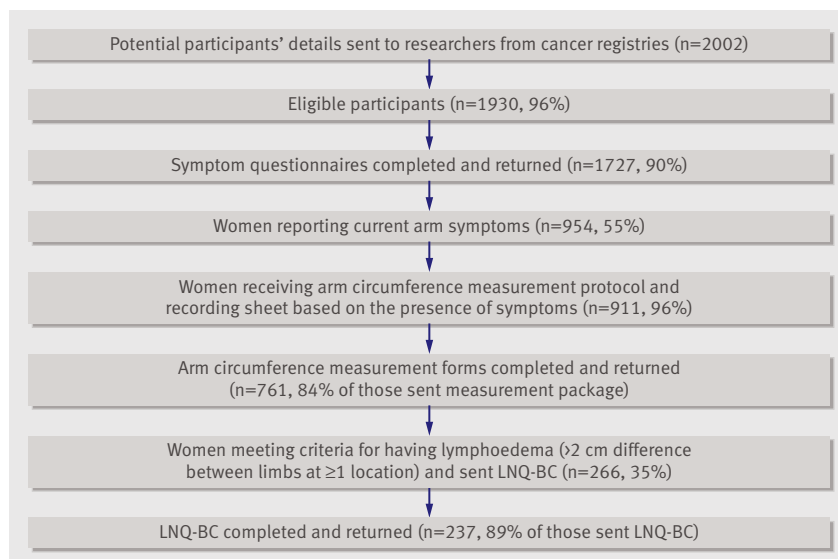 Potential participants’ details sent to researchers from cancer registries (n=2002)
Eligible participants (n=1930, 96%)
Symptom questionnaires completed and returned (n=1727, 90%)
Women reporting current arm symptoms (n=954, 55%)
Women receiving arm circumference measurement protocol and
recording sheet based on the presence of symptoms (n=911, 96%)
Arm circumference measurement forms completed and returned
(n=761, 84% of those sent measurement package)
Women meeting criteria for having lymphoedema (>2 cm difference
between limbs at ≥1 location) and sent LNQ-BC (n=266, 35%)
LNQ-BC completed and returned (n=237, 89% of those sent LNQ-BC)